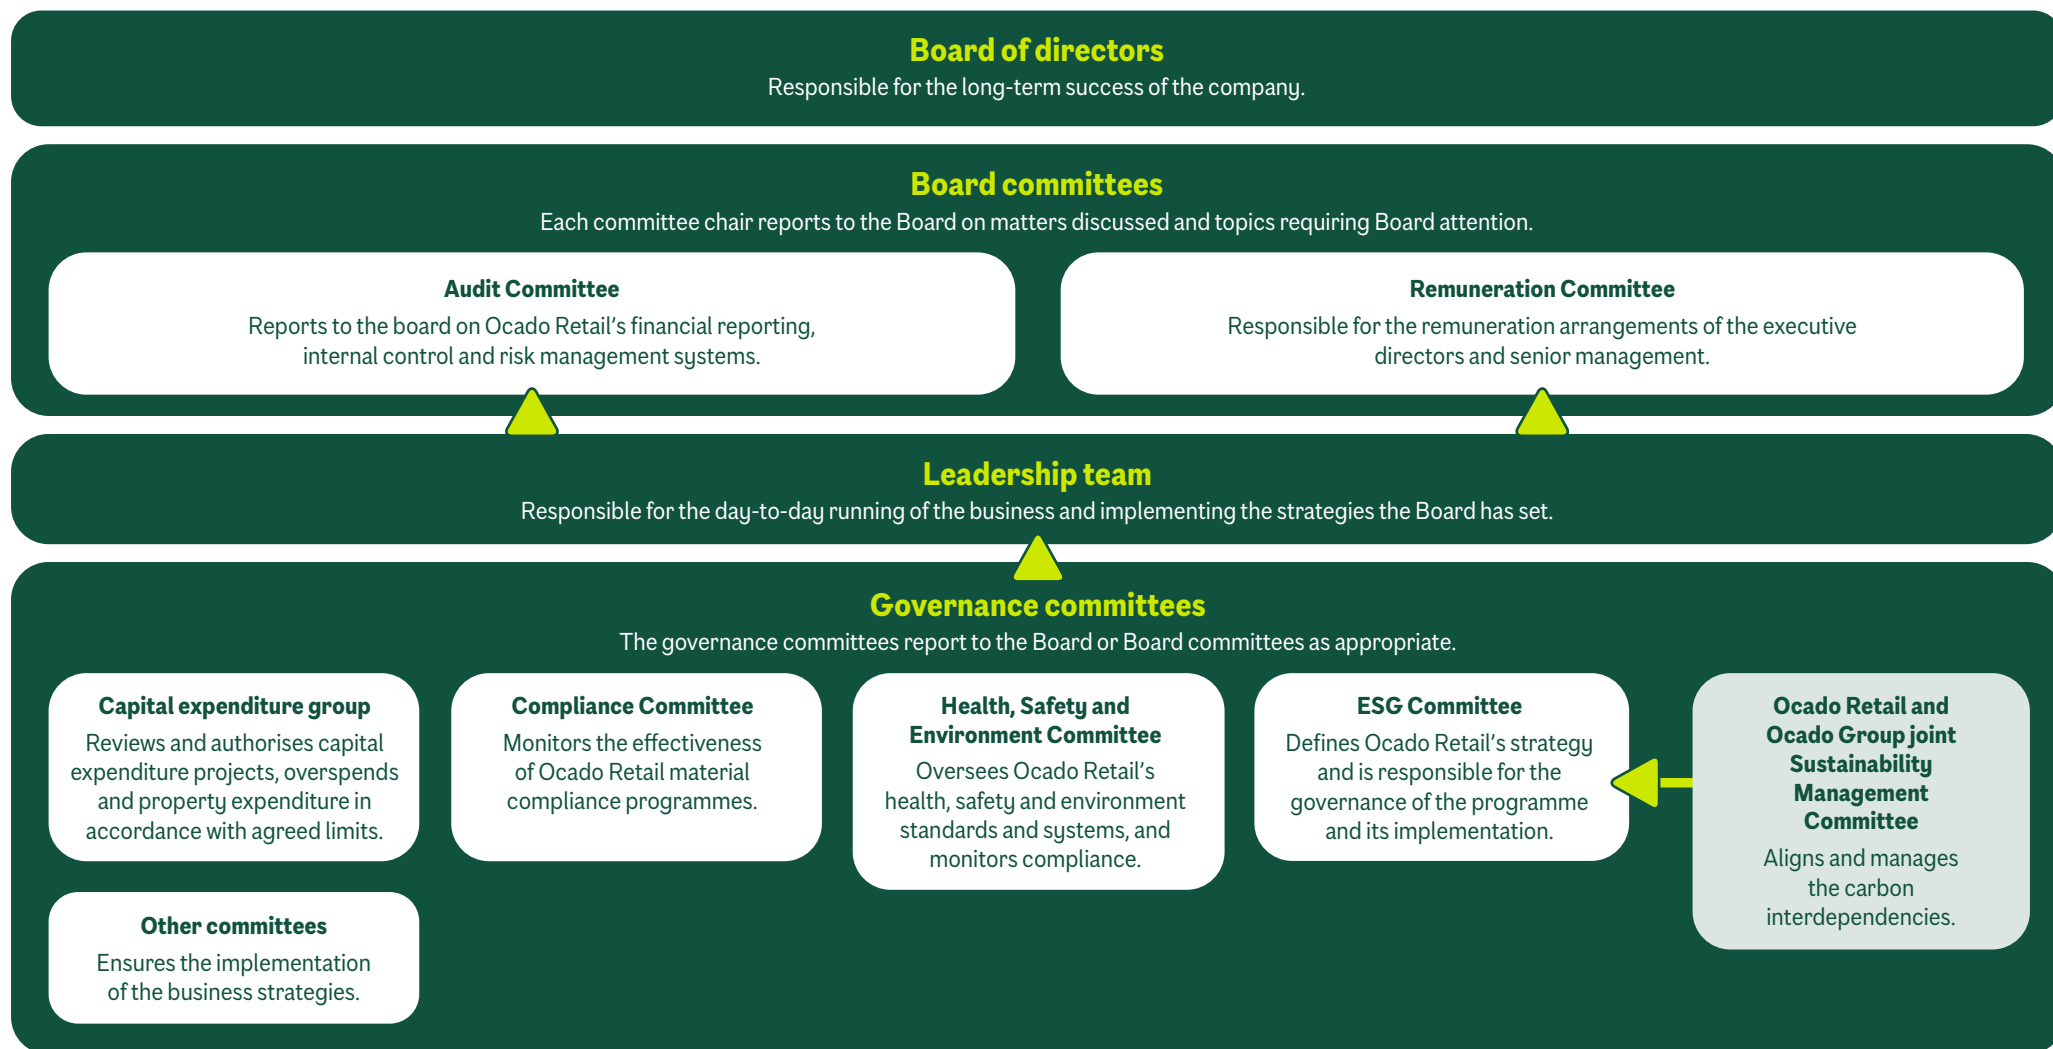 Board of directors
Responsible for the long-term success of the company.
Board committees
Each committee chair reports to the Board on matters discussed and topics requiring Board attention.
Audit Committee
Reports to the board on Ocado Retail’s financial reporting,
internal control and risk management systems.
Remuneration Committee
Responsible for the remuneration arrangements of the executive
directors and senior management.
Leadership team
Responsible for the day-to-day running of the business and implementing the strategies the Board has set.
Governance committees
The governance committees report to the Board or Board committees as appropriate.
Capital expenditure group
Reviews and authorises capital
expenditure projects, overspends
and property expenditure in
accordance with agreed limits.
Compliance Committee
Monitors the effectiveness
of Ocado Retail material
compliance programmes.
Health, Safety and
Environment Committee
Oversees Ocado Retail’s
health, safety and environment
standards and systems, and
monitors compliance.
ESG Committee
Defines Ocado Retail’s strategy
and is responsible for the
governance of the programme
and its implementation.
Ocado Retail and
Ocado Group joint
Sustainability
Management
Committee
Aligns and manages
the carbon
interdependencies.
Other committees
Ensures the implementation
of the business strategies.